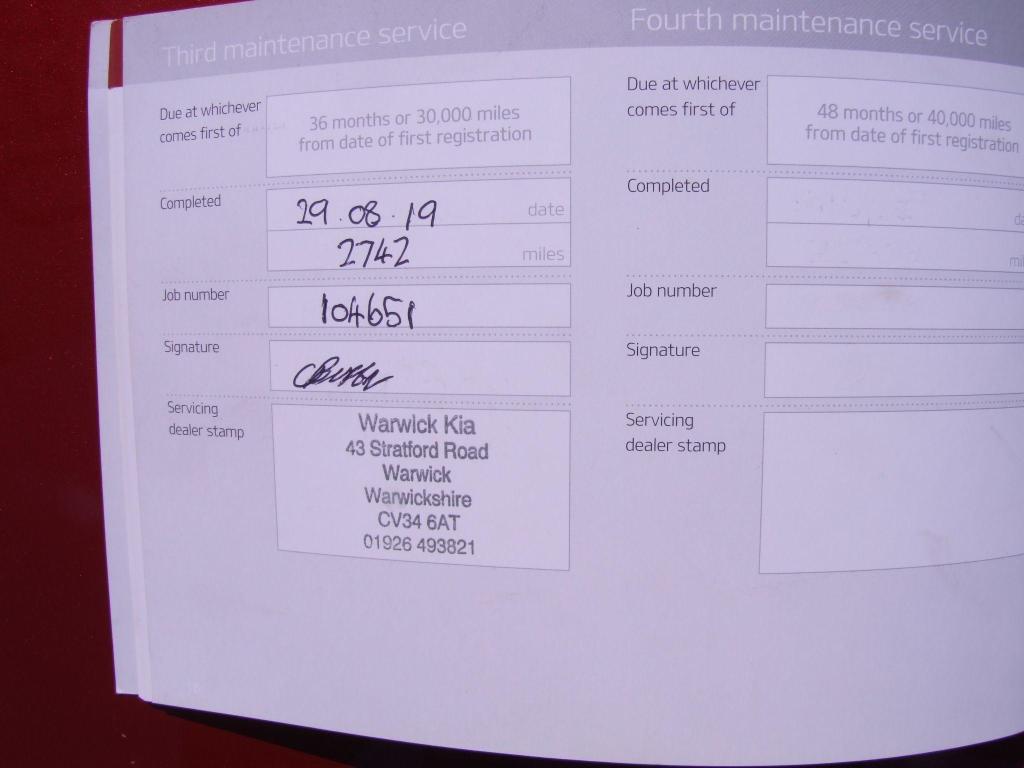 Third maintenance service
Due at whichever
comes first of
36 months or 30,000 miles
from date of first registration
Completed
29.08.19 date
2742 miles
Job number
104651
Signature
Servicing
dealer stamp
Warwick Kia
43 Stratford Road
Warwick
Warwickshire
CV34 6AT
01926 493821
Fourth maintenance service
Due at whichever
comes first of
48 months or 40,000 miles
from date of first registration
Completed
Job number
Signature
Servicing
dealer stamp